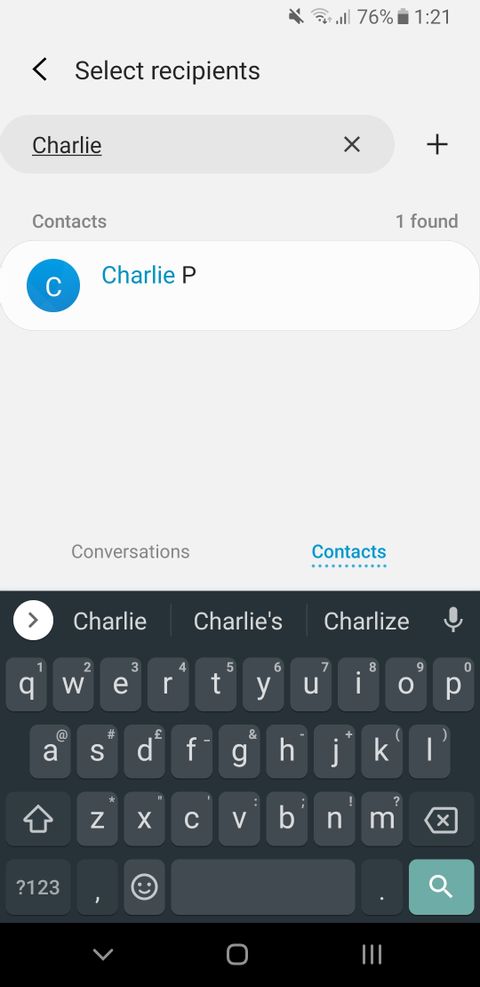 76% 1:21
Select recipients
Charlie
Contacts 1 found
C Charlie P
Conversations Contacts
Charlie Charlie's Charlize
1 2 3 4 5 6 7 8 9 0
q w e r t y u i o p
@ # £ _ & - + ( )
a s d f g h j k l
* " ' : ; ! ?
z x c v b n m
?123 , .